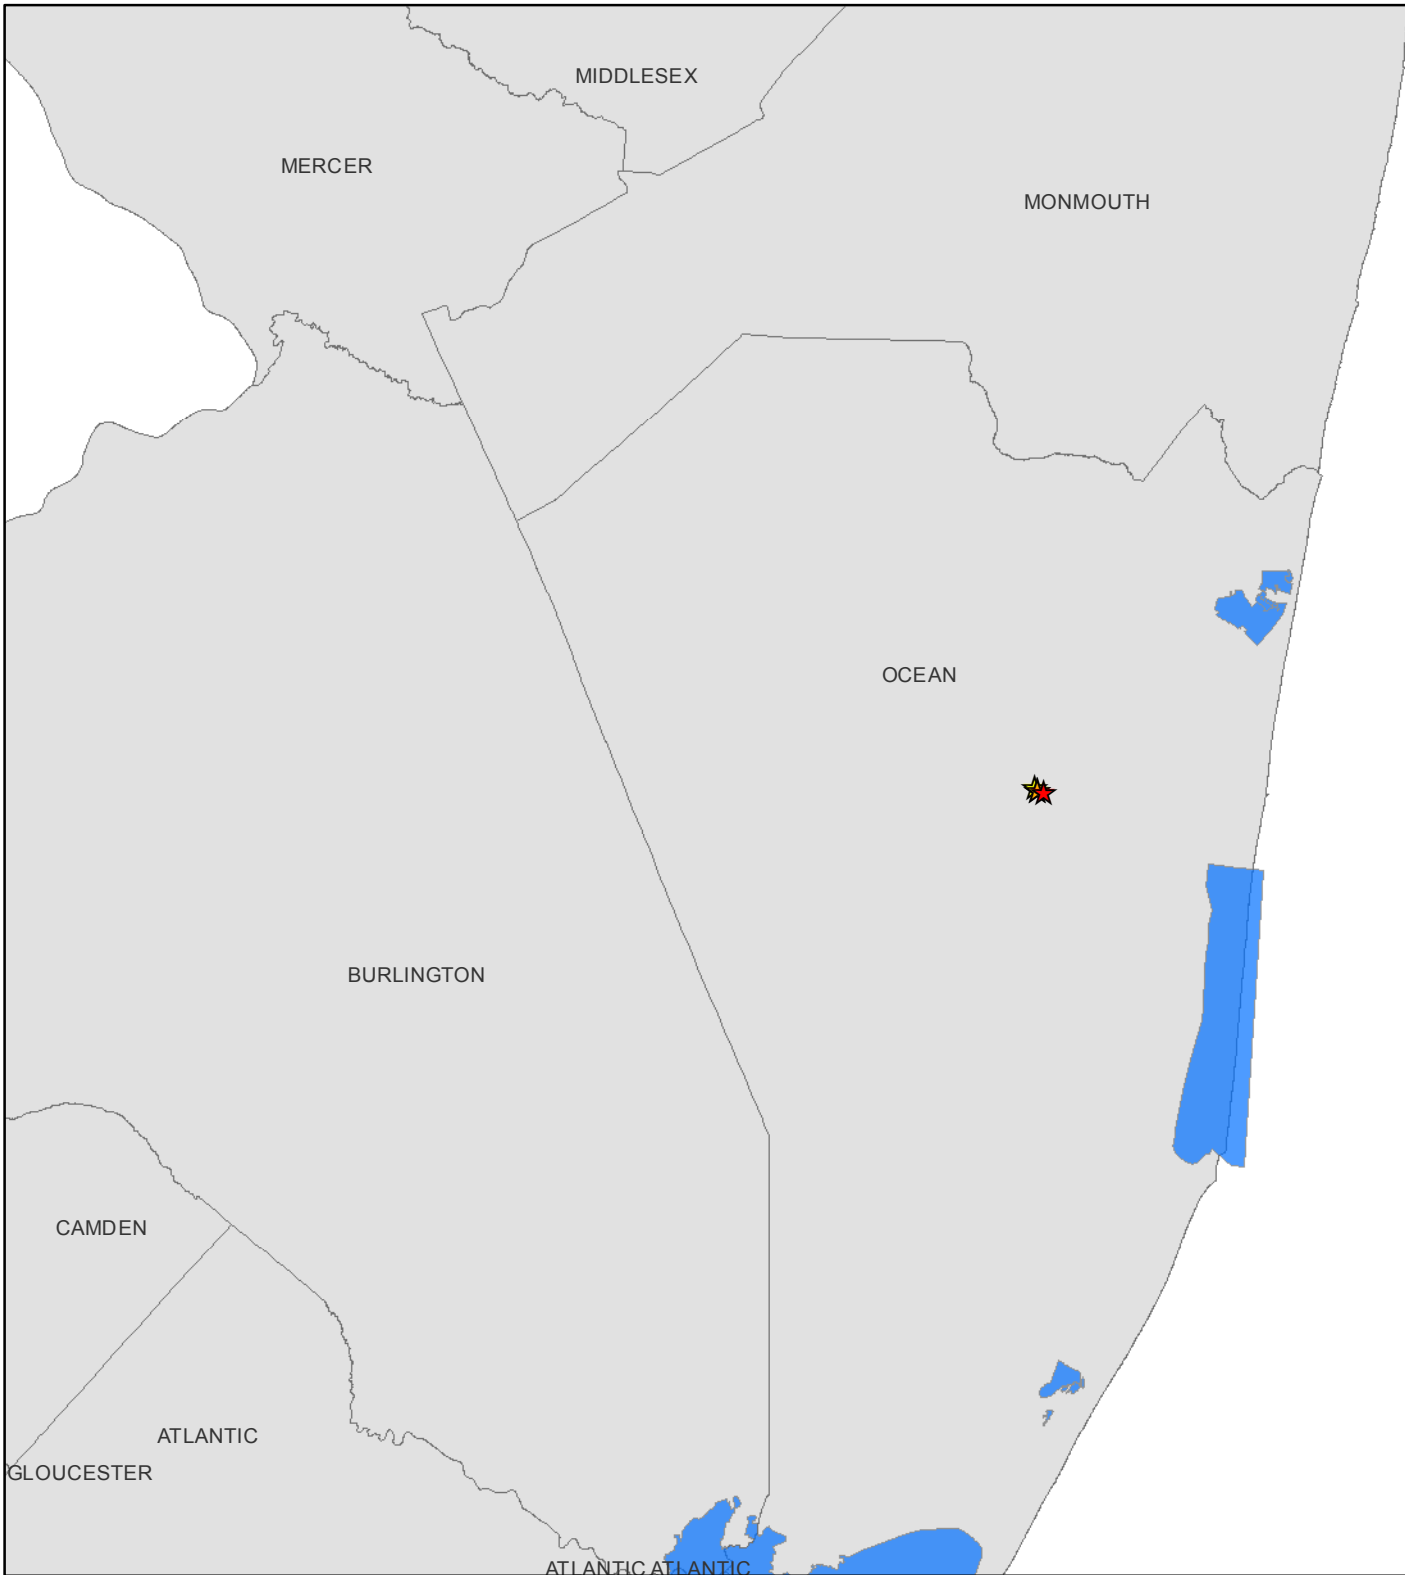 MIDDLESEX
MERCER
MONMOUTH
OCEAN
BURLINGTON
CAMDEN
ATLANTIC
GLOUCESTER
ATLANTIC ATLANTIC